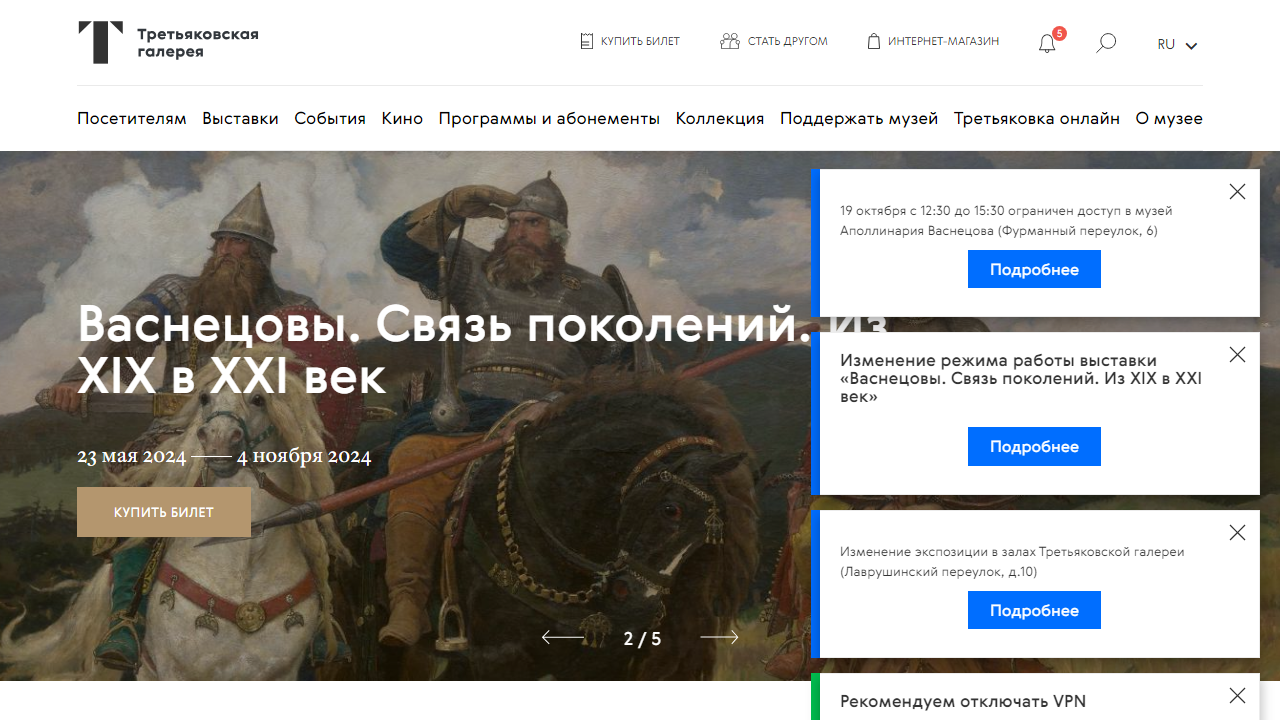 Третьяковская
галерея
КУПИТЬ БИЛЕТ
СТАТЬ ДРУГОМ
ИНТЕРНЕТ-МАГАЗИН
5
RU
Посетителям Выставки События Кино Программы и абонементы Коллекция Поддержать музей Третьяковка онлайн О музее
Васнецовы. Связь поколений. Из
XIX в XXI век
23 мая 2024 — 4 ноября 2024
КУПИТЬ БИЛЕТ
2 / 5
19 октября с 12:30 до 15:30 ограничен доступ в музей
Аполлинария Васнецова (Фурманный переулок, 6)
Подробнее
Изменение режима работы выставки
«Васнецовы. Связь поколений. Из XIX в XXI
век»
Подробнее
Изменение экспозиции в залах Третьяковской галереи
(Лаврушинский переулок, д.10)
Подробнее
Рекомендуем отключать VPN